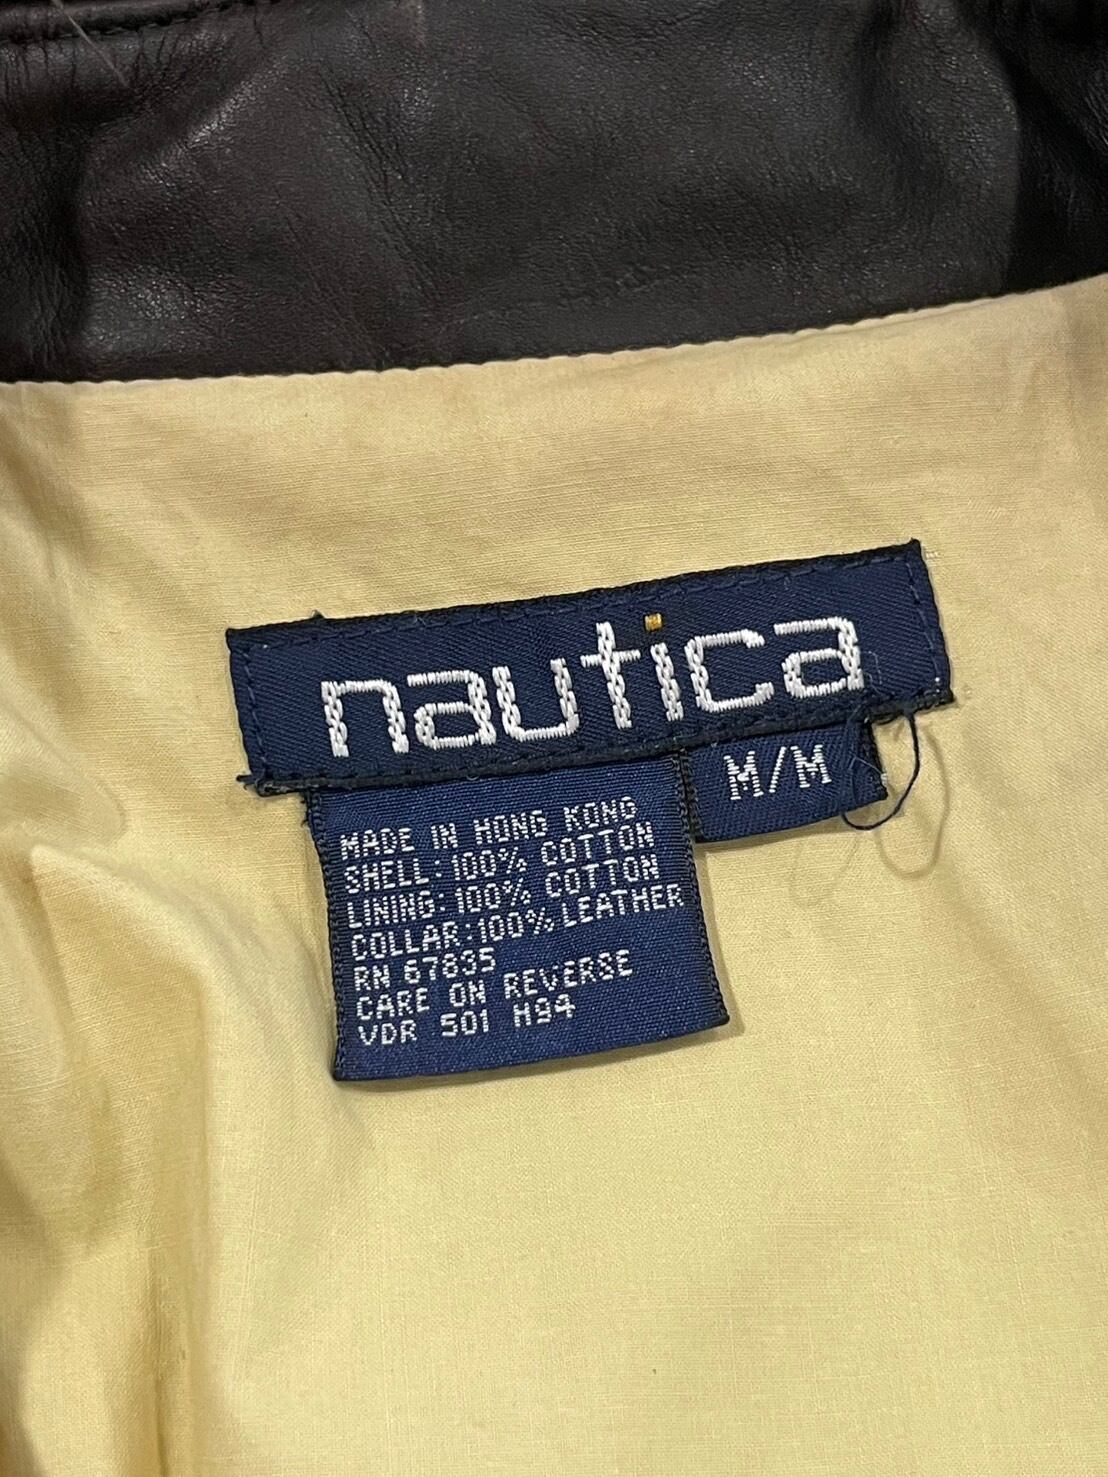 nautica
M/M
MADE IN HONG KONG
SHELL: 100% COTTON
LINING: 100% COTTON
COLLAR: 100% LEATHER
RN 67835
CARE ON REVERSE
VDR 501 H94